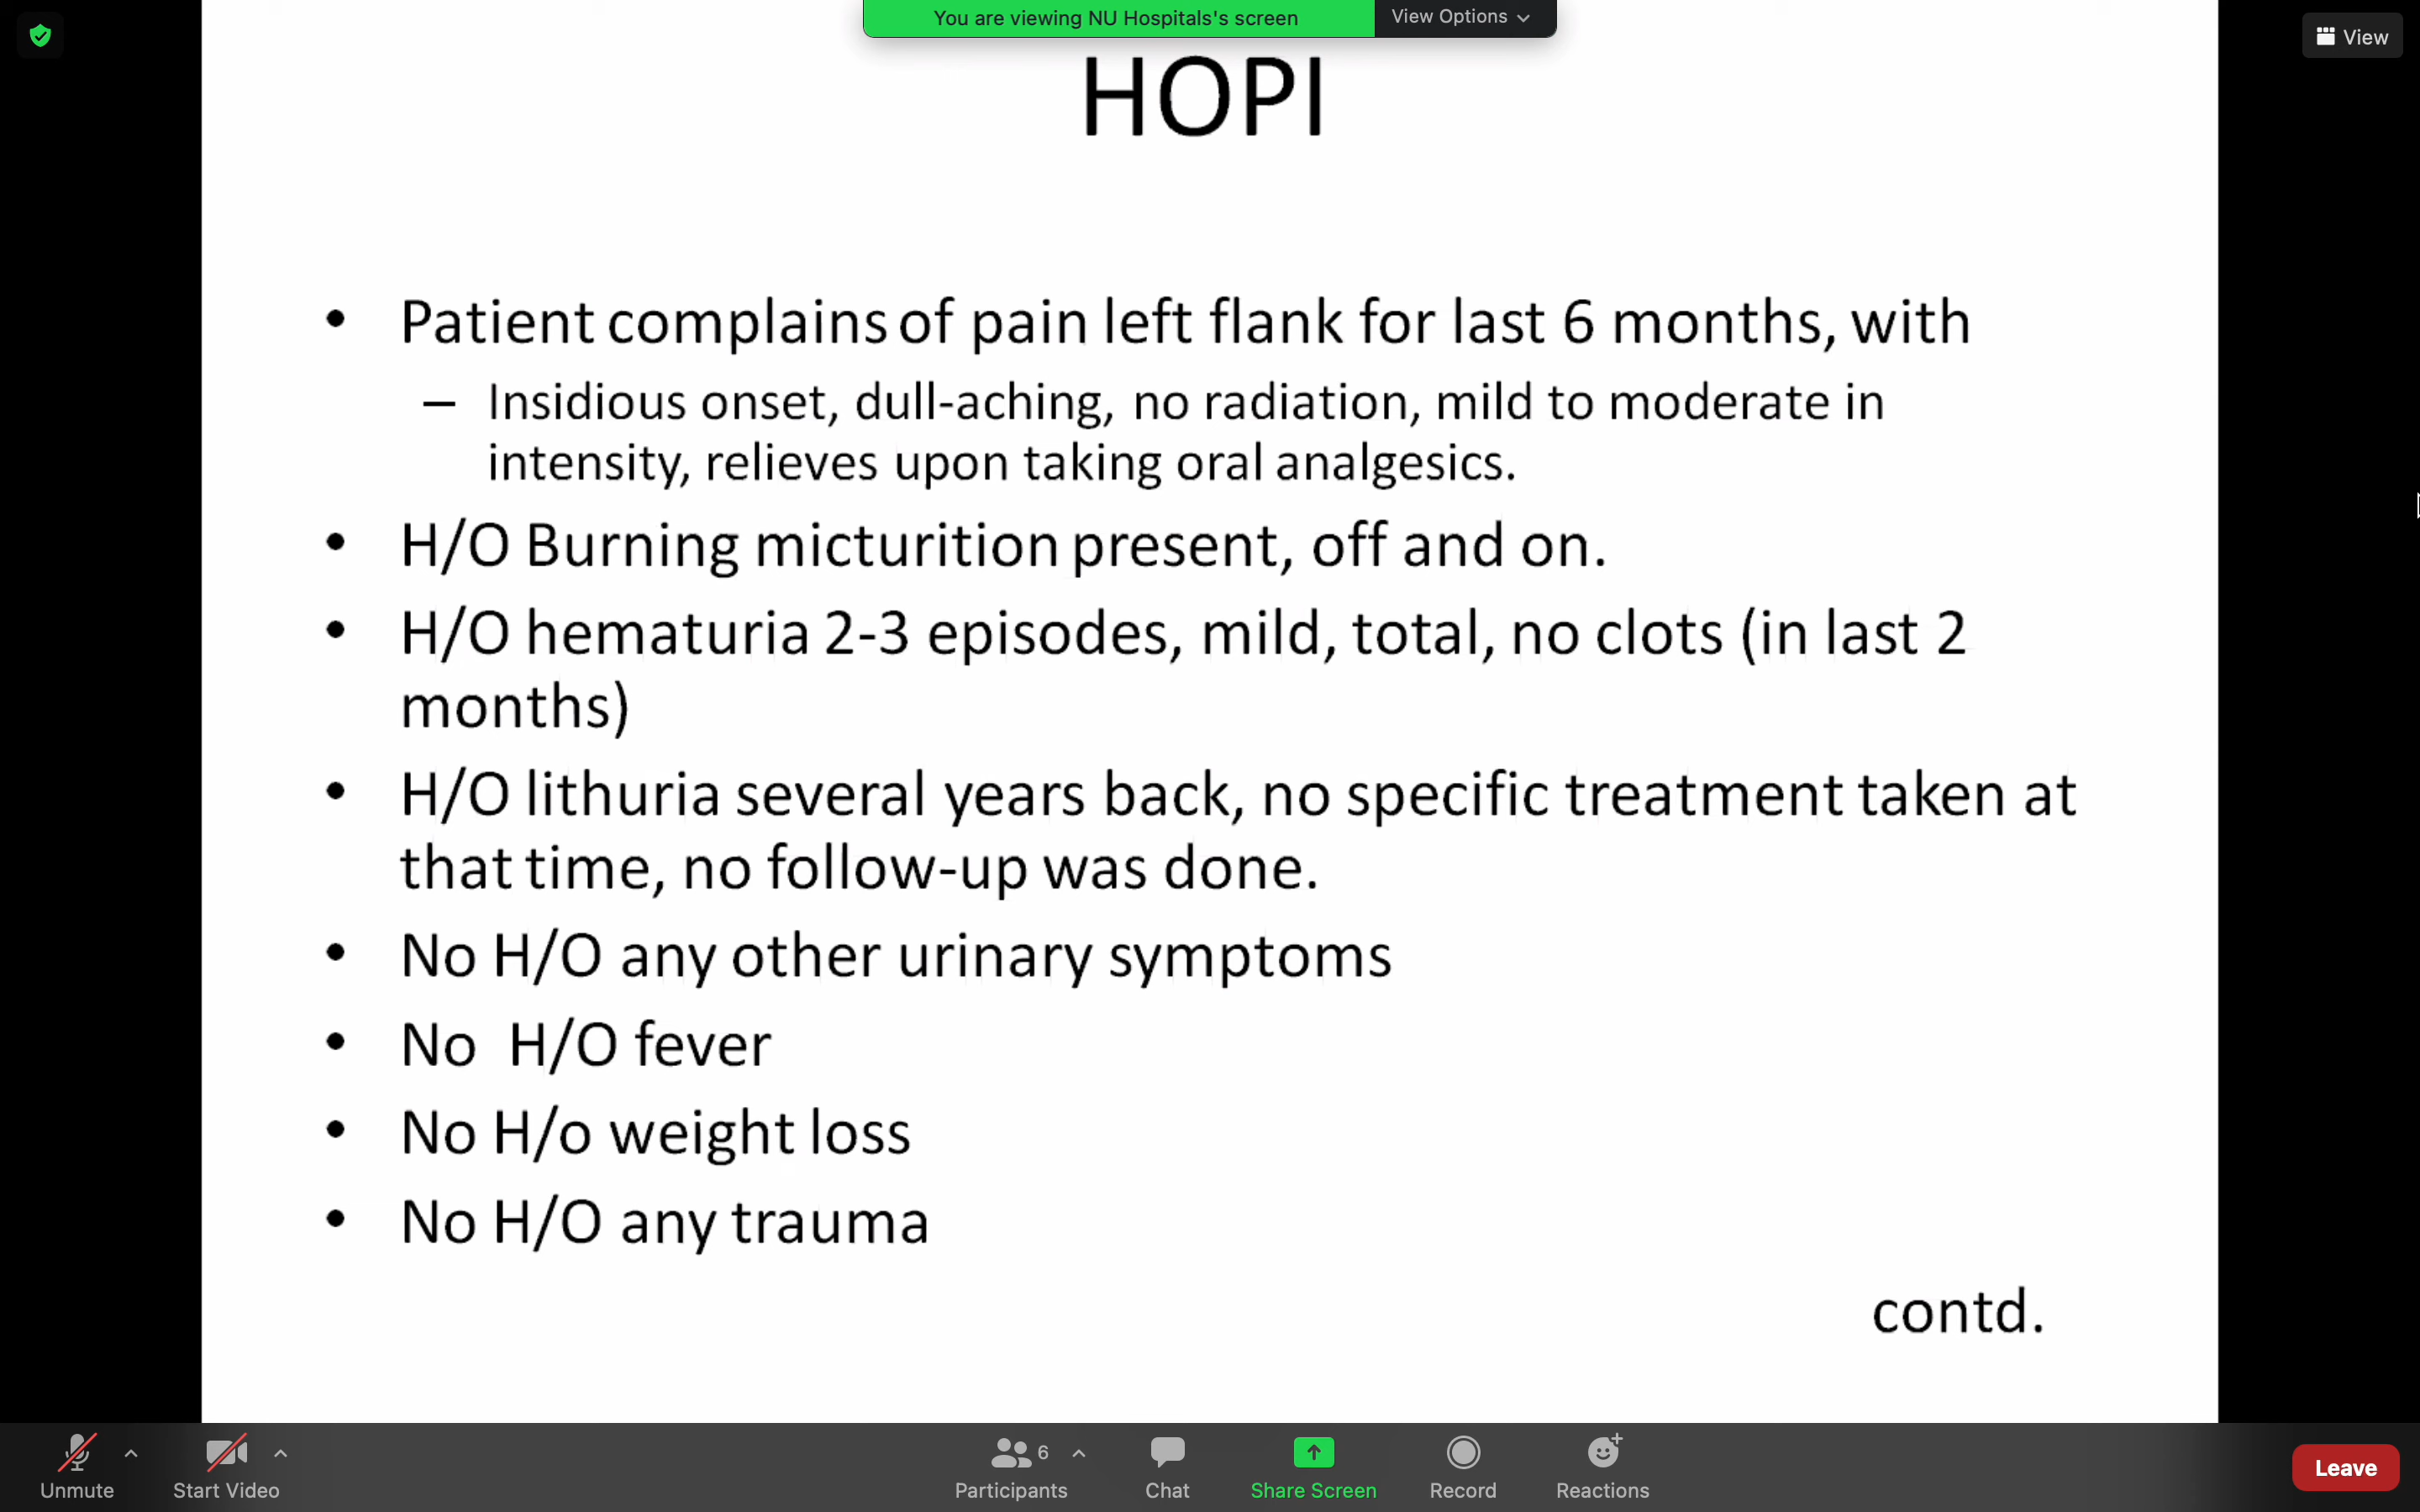 You are viewing NU Hospitals's screen
View Options
View
HOPI
• Patient complains of pain left flank for last 6 months, with
– Insidious onset, dull-aching, no radiation, mild to moderate in
intensity, relieves upon taking oral analgesics.
• H/O Burning micturition present, off and on.
• H/O hematuria 2-3 episodes, mild, total, no clots (in last 2
months)
• H/O lithuria several years back, no specific treatment taken at
that time, no follow-up was done.
• No H/O any other urinary symptoms
• No H/O fever
• No H/o weight loss
• No H/O any trauma
contd.
Unmute
Start Video
6
Participants
Chat
Share Screen
Record
Reactions
Leave